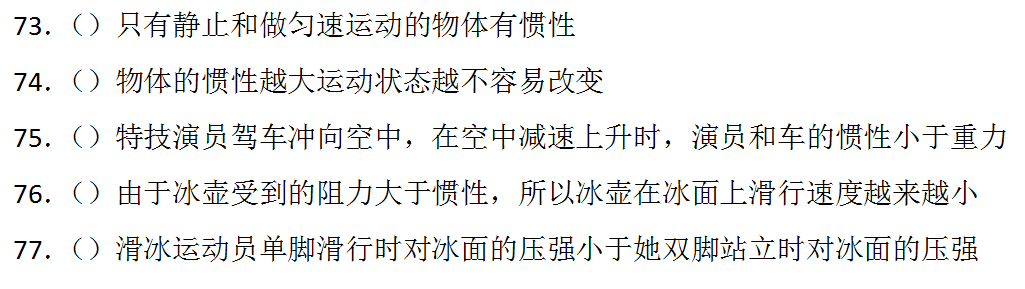 73.（）只有静止和做匀速运动的物体有惯性
74.（）物体的惯性越大运动状态越不容易改变
75.（）特技演员驾车冲向空中，在空中减速上升时，演员和车的惯性小于重力
76.（）由于冰壶受到的阻力大于惯性，所以冰壶在冰面上滑行速度越来越小
77.（）滑冰运动员单脚滑行时对冰面的压强小于她双脚站立时对冰面的压强